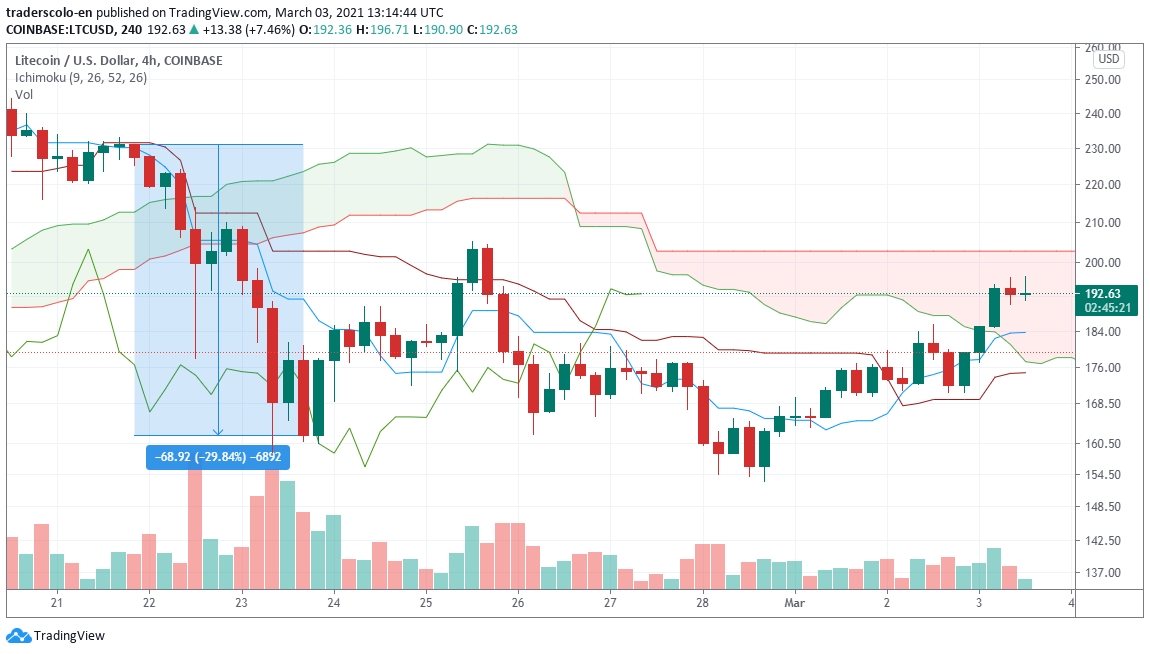 traderscolo-en published on TradingView.com, March 03, 2021 13:14:44 UTC
COINBASE:LTCUSD, 240 192.63 ▲ +13.38 (+7.46%) O:192.36 H:196.71 L:190.90 C:192.63
Litecoin / U.S. Dollar, 4h, COINBASE
Ichimoku (9, 26, 52, 26)
Vol
260.00
USD
250.00
240.00
230.00
220.00
210.00
200.00
192.63
02:45:21
184.00
176.00
168.50
160.50
154.50
148.50
142.50
137.00
−68.92 (−29.84%) −6892
21 22 23 24 25 26 27 28 Mar 2 3 4
TradingView